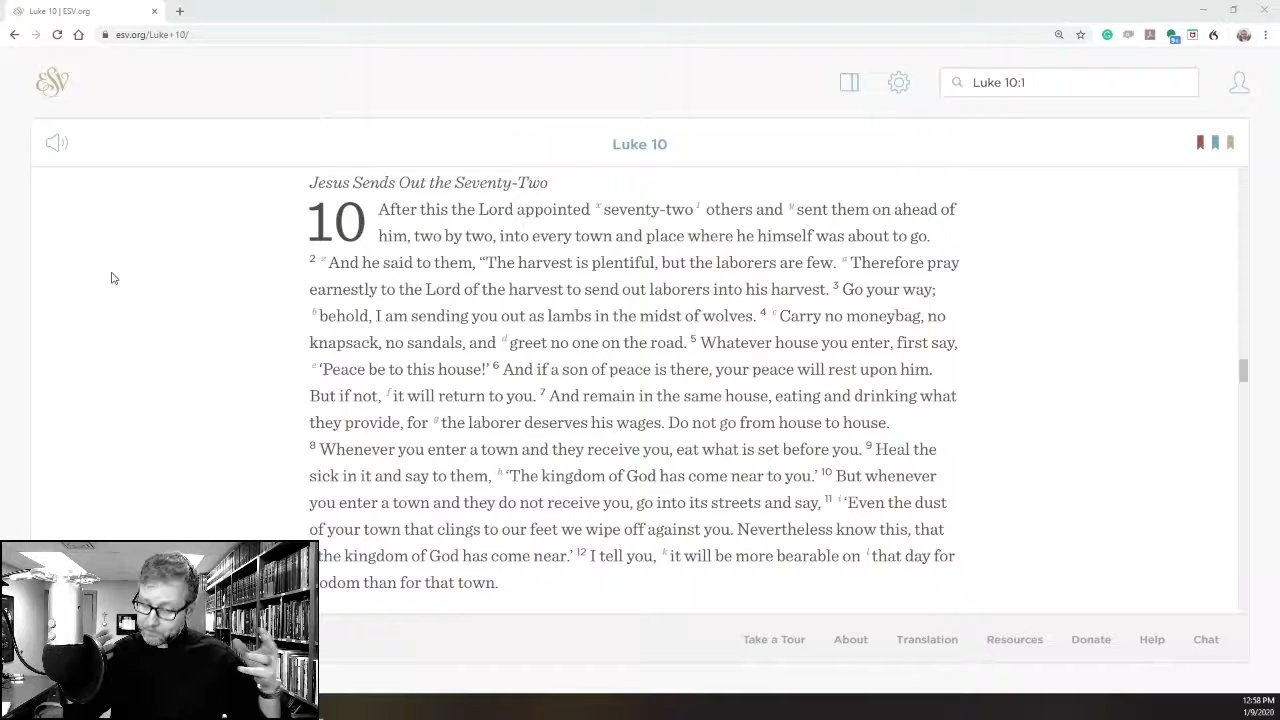 Luke 10 | ESV.org
esv.org/Luke+10/
ESV
Luke 10:1
Luke 10
Jesus Sends Out the Seventy-Two
10 After this the Lord appointed x seventy-two 1 others and y sent them on ahead of
him, two by two, into every town and place where he himself was about to go.
2 z And he said to them, “The harvest is plentiful, but the laborers are few. a Therefore pray
earnestly to the Lord of the harvest to send out laborers into his harvest. 3 Go your way;
b behold, I am sending you out as lambs in the midst of wolves. 4 c Carry no moneybag, no
knapsack, no sandals, and d greet no one on the road. 5 Whatever house you enter, first say,
e ‘Peace be to this house!’ 6 And if a son of peace is there, your peace will rest upon him.
But if not, f it will return to you. 7 And remain in the same house, eating and drinking what
they provide, for g the laborer deserves his wages. Do not go from house to house.
8 Whenever you enter a town and they receive you, eat what is set before you. 9 Heal the
sick in it and say to them, h ‘The kingdom of God has come near to you.’ 10 But whenever
you enter a town and they do not receive you, go into its streets and say, 11 i ‘Even the dust
of your town that clings to our feet we wipe off against you. Nevertheless know this, that
the kingdom of God has come near.’ 12 I tell you, k it will be more bearable on l that day for
odom than for that town.
Take a Tour About Translation Resources Donate Help Chat
12:58 PM
1/9/2020